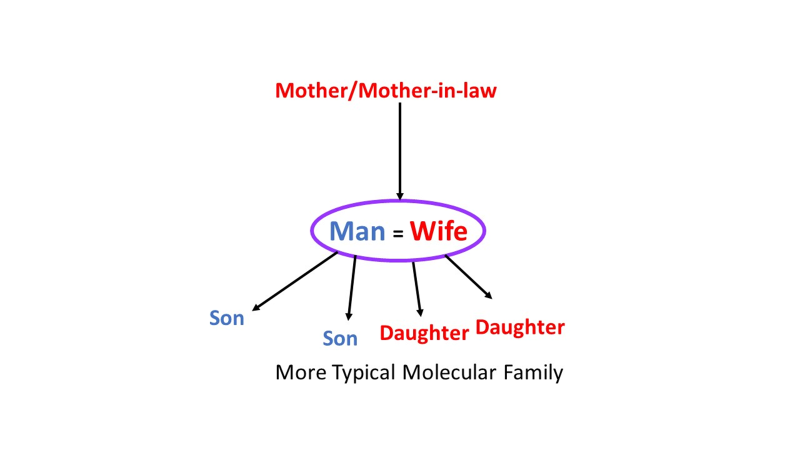 Mother/Mother-in-law
Man = Wife
Son
Son
Daughter
Daughter
More Typical Molecular Family